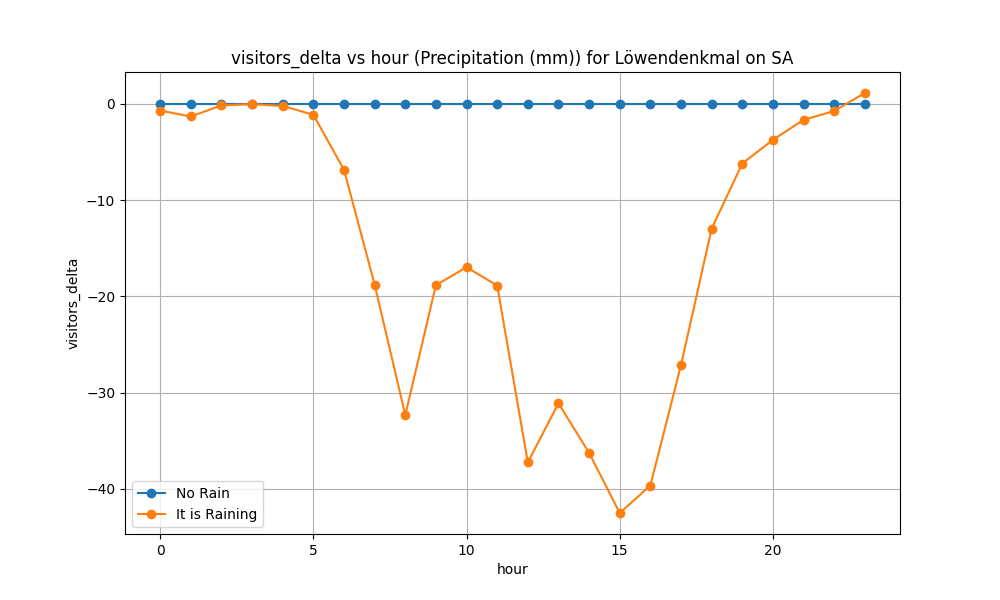 visitors_delta vs hour (Precipitation (mm)) for Löwendenkmal on SA
visitors_delta
0
−10
−20
−30
−40
No Rain
It is Raining
0 5 10 15 20
hour